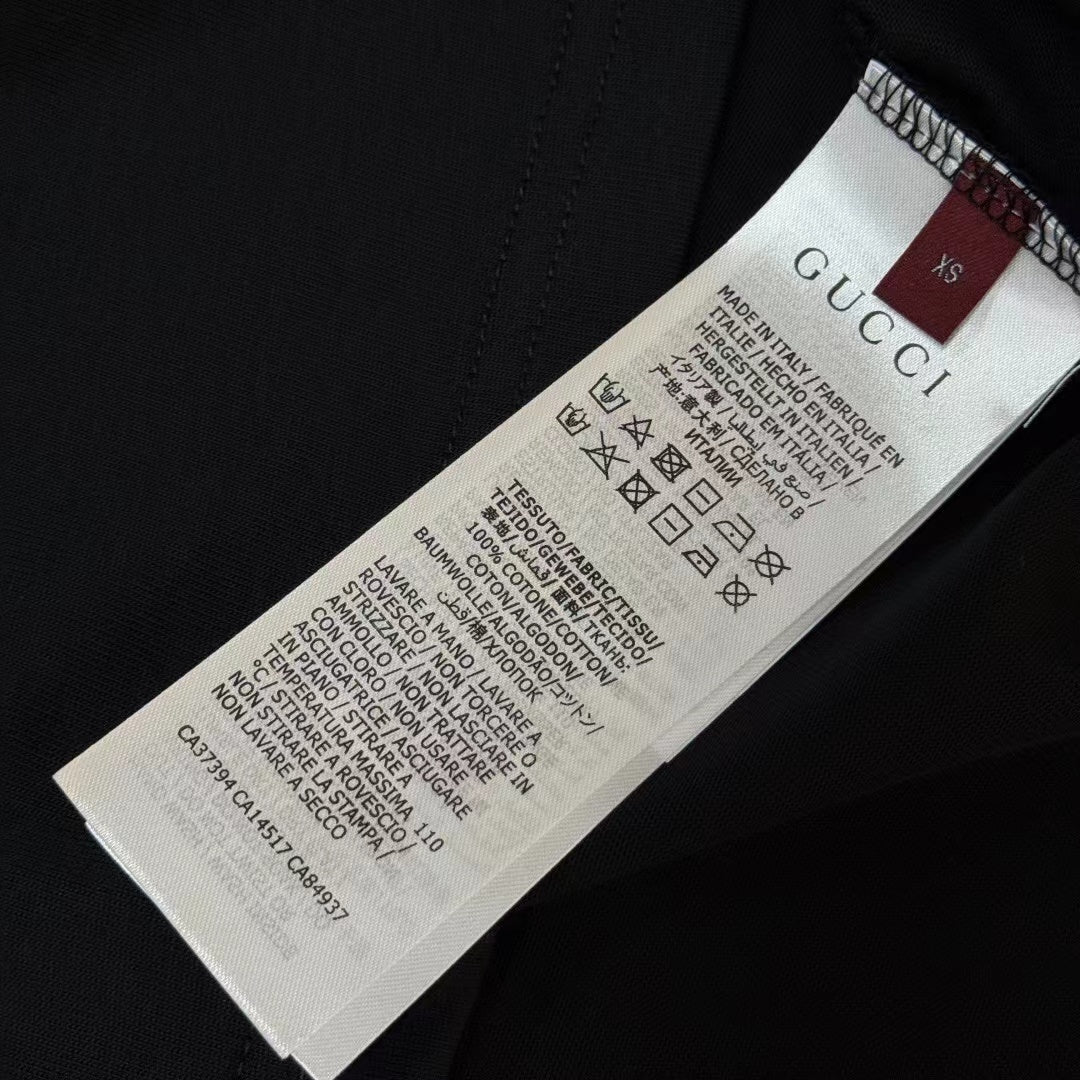 XS
GUCCI
MADE IN ITALY / FABRIQUÉ EN
ITALIE / HECHO EN ITALIA /
HERGESTELLT IN ITALIEN /
FABRICADO EM ITÁLIA /
イタリア製 / صنع في إيطاليا /
产地:意大利 / СДЕЛАНО В
ИТАЛИИ
TESSUTO/FABRIC/TISSU/
TEJIDO/GEWEBE/TECIDO/
表地/قماش/面料/ТКАНЬ:
100% COTONE/COTTON/
COTON/ALGODON/
BAUMWOLLE/ALGODÃO/コットン/
قطن/棉/ХЛОПОК
LAVARE A MANO / LAVARE A
ROVESCIO / NON TORCERE O
STRIZZARE / NON LASCIARE IN
AMMOLLO / NON TRATTARE
CON CLORO / NON USARE
ASCIUGATRICE / ASCIUGARE
IN PIANO / STIRARE A
TEMPERATURA MASSIMA 110
°C / STIRARE A ROVESCIO /
NON STIRARE LA STAMPA /
NON LAVARE A SECCO
CA37394 CA14517 CA84937